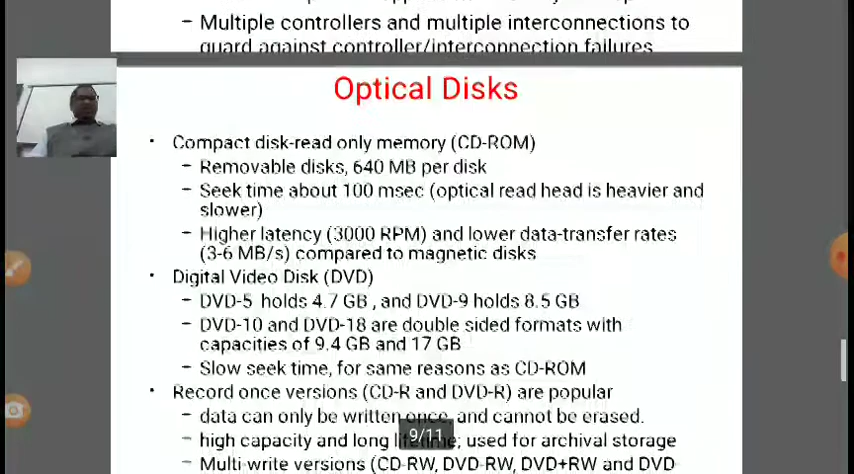 – Multiple controllers and multiple interconnections to
guard against controller/interconnection failures
Optical Disks
• Compact disk-read only memory (CD-ROM)
– Removable disks, 640 MB per disk
– Seek time about 100 msec (optical read head is heavier and
slower)
– Higher latency (3000 RPM) and lower data-transfer rates
(3-6 MB/s) compared to magnetic disks
• Digital Video Disk (DVD)
– DVD-5 holds 4.7 GB , and DVD-9 holds 8.5 GB
– DVD-10 and DVD-18 are double sided formats with
capacities of 9.4 GB and 17 GB
– Slow seek time, for same reasons as CD-ROM
• Record once versions (CD-R and DVD-R) are popular
– data can only be written once, and cannot be erased.
– high capacity and long lifetime; used for archival storage
– Multi-write versions (CD-RW, DVD-RW, DVD+RW and DVD
9/11